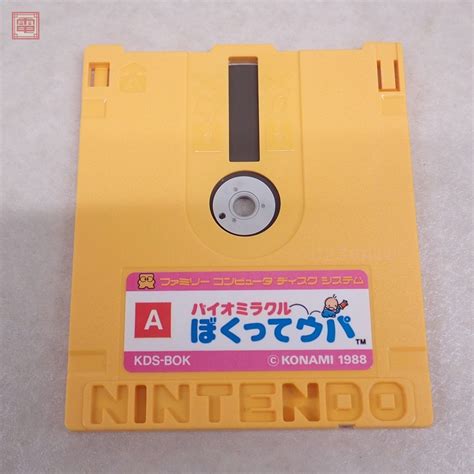 電
ファミリー コンピュータ ディスク システム
A
バイオミラクル
ぼくってウパ
TM
KDS-BOK
© KONAMI 1988
NINTENDO